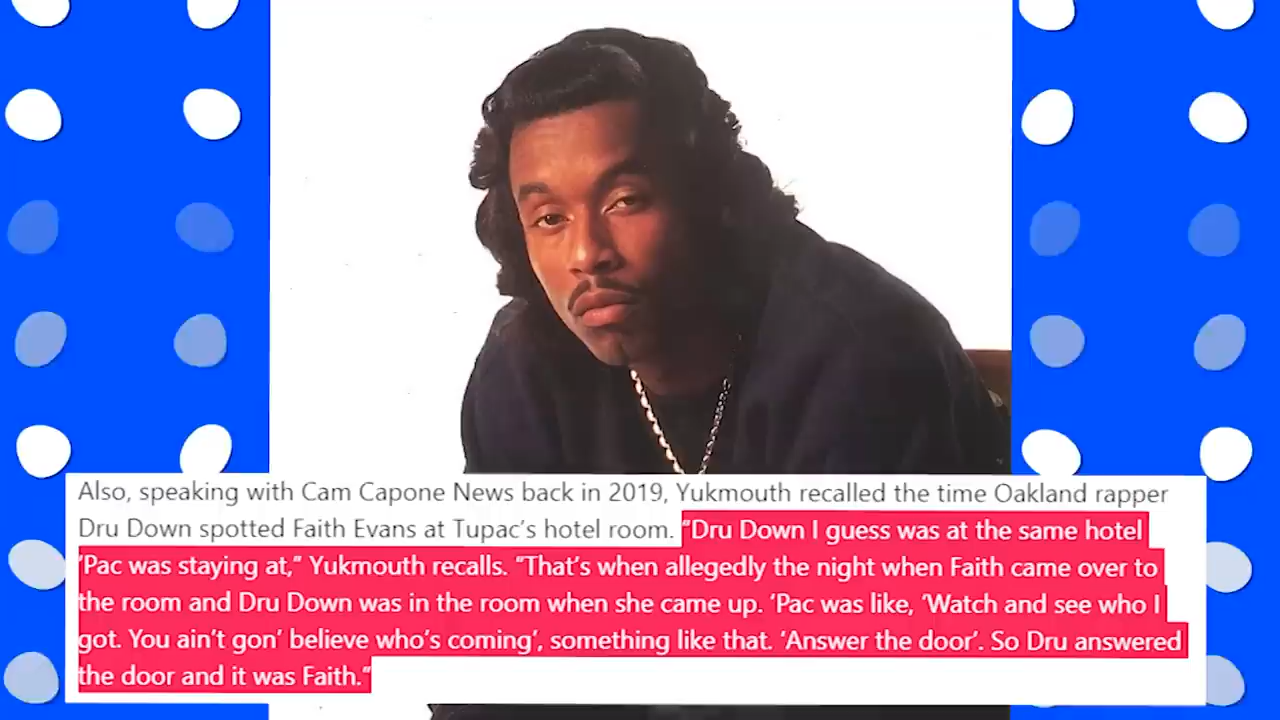 Also, speaking with Cam Capone News back in 2019, Yukmouth recalled the time Oakland rapper
Dru Down spotted Faith Evans at Tupac’s hotel room. “Dru Down I guess was at the same hotel
‘Pac was staying at,” Yukmouth recalls. “That’s when allegedly the night when Faith came over to
the room and Dru Down was in the room when she came up. ‘Pac was like, ‘Watch and see who I
got. You ain’t gon’ believe who’s coming’, something like that. ‘Answer the door’. So Dru answered
the door and it was Faith.”